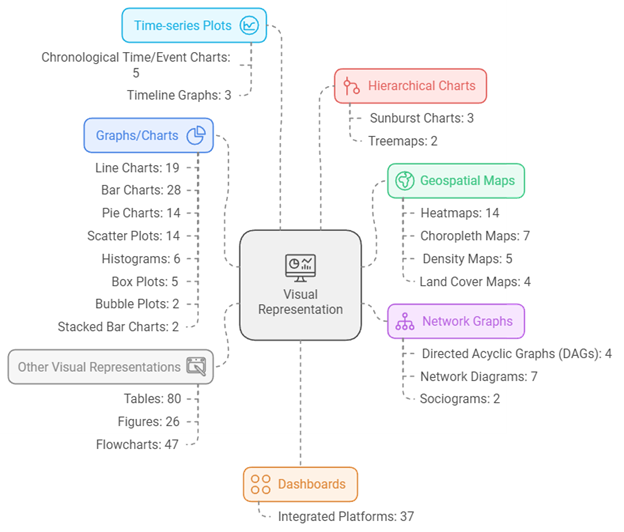 Time-series Plots
Chronological Time/Event Charts:
5
Timeline Graphs: 3
Hierarchical Charts
Sunburst Charts: 3
Treemaps: 2
Graphs/Charts
Line Charts: 19
Bar Charts: 28
Pie Charts: 14
Scatter Plots: 14
Histograms: 6
Box Plots: 5
Bubble Plots: 2
Stacked Bar Charts: 2
Geospatial Maps
Heatmaps: 14
Choropleth Maps: 7
Density Maps: 5
Land Cover Maps: 4
Visual
Representation
Network Graphs
Directed Acyclic Graphs (DAGs): 4
Network Diagrams: 7
Sociograms: 2
Other Visual Representations
Tables: 80
Figures: 26
Flowcharts: 47
Dashboards
Integrated Platforms: 37